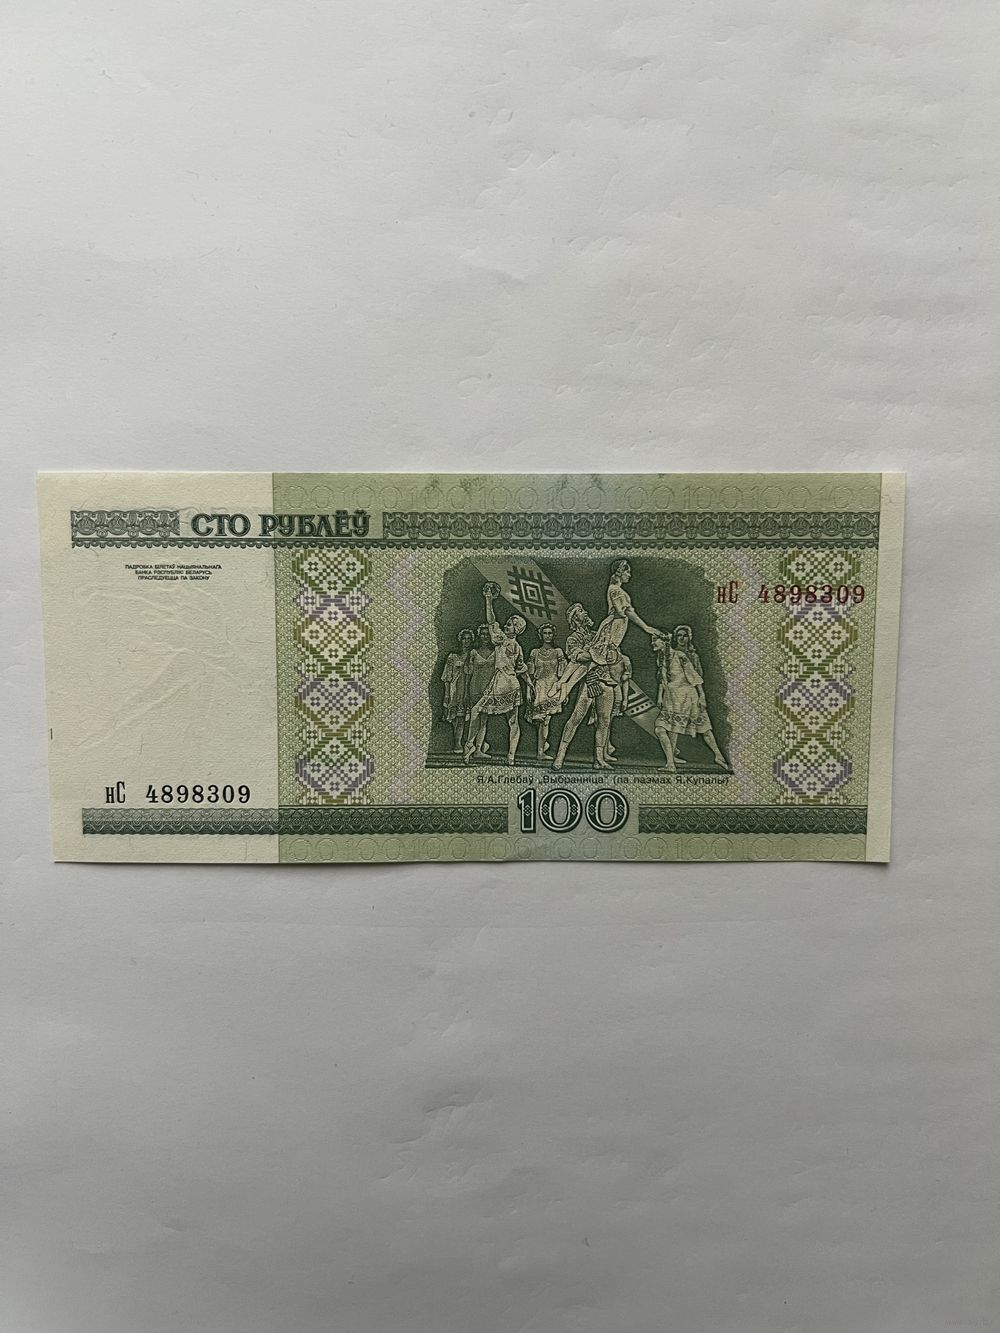 СТО РУБЛЁЎ
ПАДРОБКА БІЛЕТАЎ НАЦЫЯНАЛЬНАГА
БАНКА РЭСПУБЛІКІ БЕЛАРУСЬ
ПРАСЛЕДУЕЦЦА ПА ЗАКОНУ
нС 4898309
Я.А.Глебаў „Выбранніца" (па паэмах Я.Купалы)
нС 4898309
100